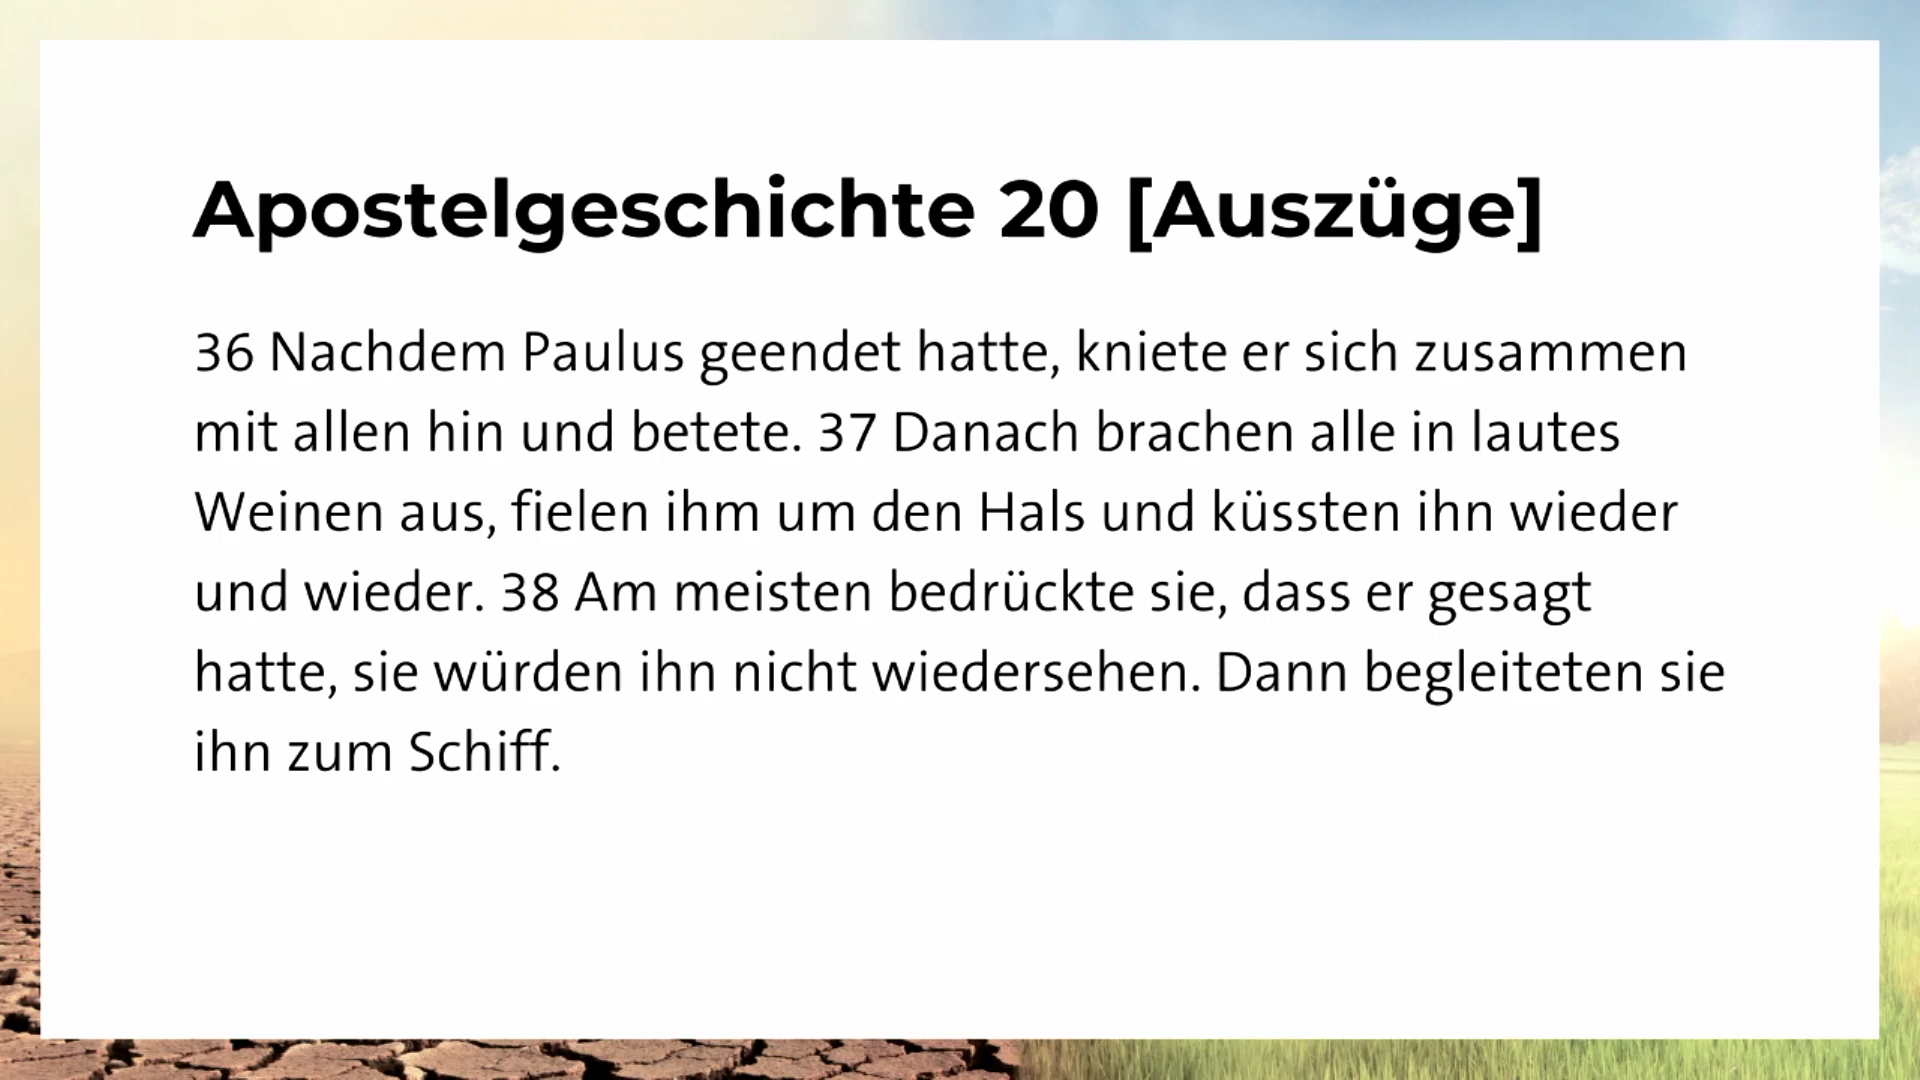 Apostelgeschichte 20 [Auszüge]
36 Nachdem Paulus geendet hatte, kniete er sich zusammen
mit allen hin und betete. 37 Danach brachen alle in lautes
Weinen aus, fielen ihm um den Hals und küssten ihn wieder
und wieder. 38 Am meisten bedrückte sie, dass er gesagt
hatte, sie würden ihn nicht wiedersehen. Dann begleiteten sie
ihn zum Schiff.